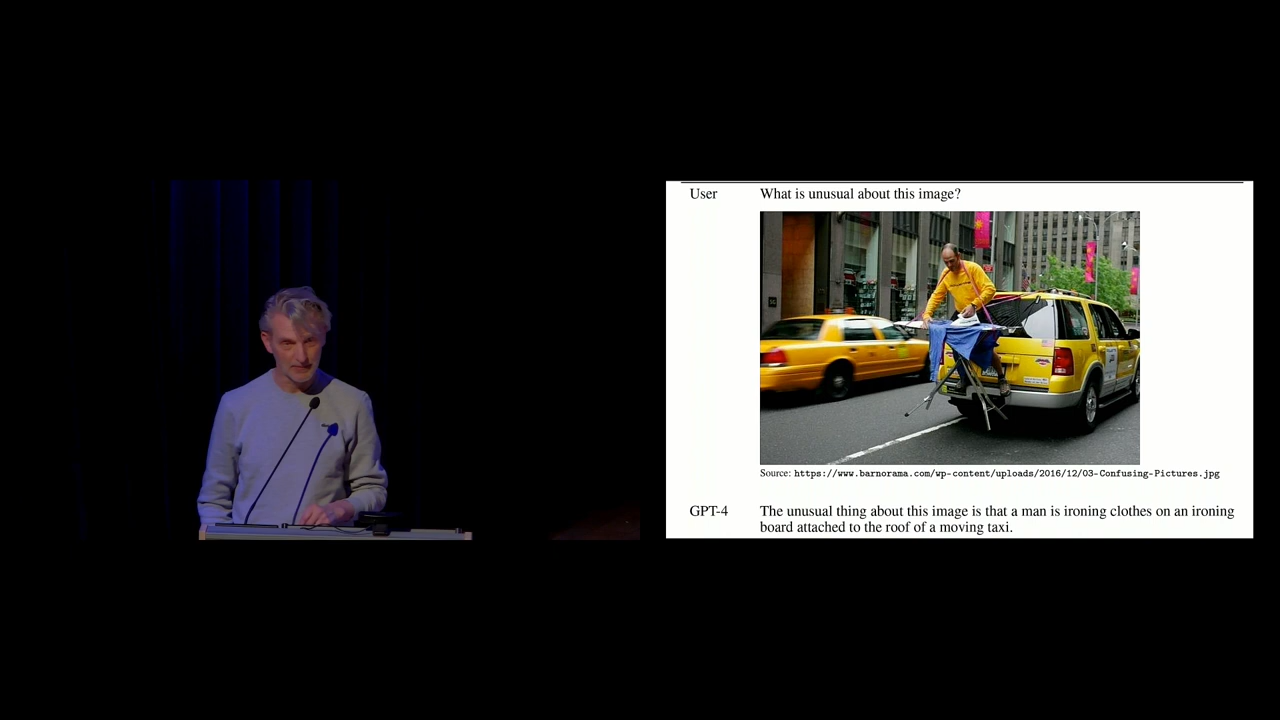 User What is unusual about this image?
Source: https://www.barnorama.com/wp-content/uploads/2016/12/03-Confusing-Pictures.jpg
GPT-4 The unusual thing about this image is that a man is ironing clothes on an ironing
board attached to the roof of a moving taxi.